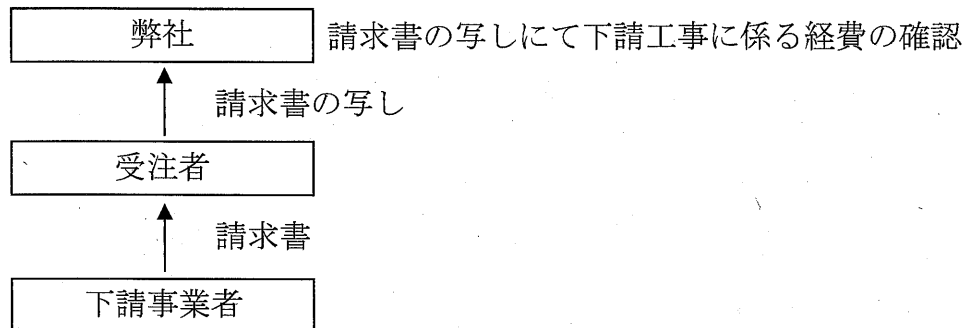 弊社
請求書の写しにて下請工事に係る経費の確認
請求書の写し
受注者
請求書
下請事業者